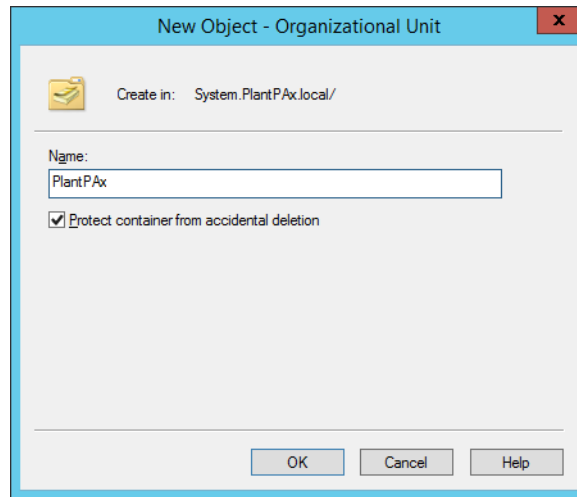 New Object - Organizational Unit
x
Create in: System.PlantPAx.local/
Name:
PlantPAx
Protect container from accidental deletion
OK Cancel Help